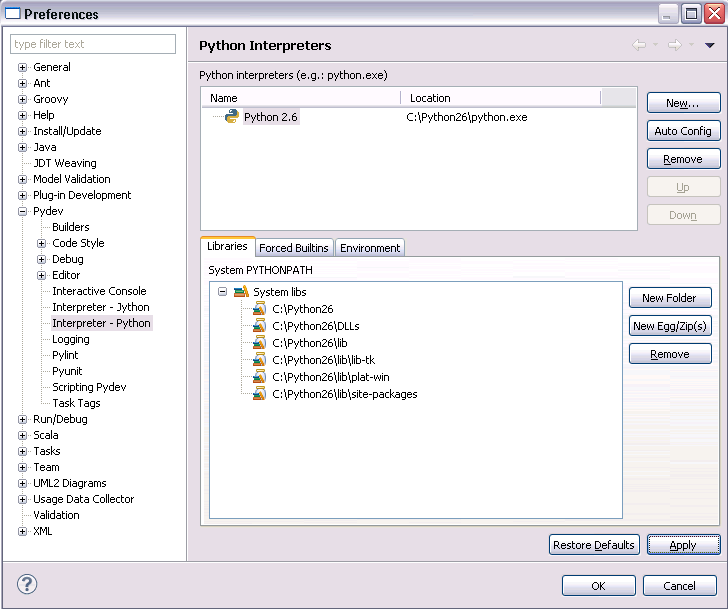 Preferences
type filter text
General
Ant
Groovy
Help
Install/Update
Java
JDT Weaving
Model Validation
Plug-in Development
Pydev
Builders
Code Style
Debug
Editor
Interactive Console
Interpreter - Jython
Interpreter - Python
Logging
Pylint
Pyunit
Scripting Pydev
Task Tags
Run/Debug
Scala
Tasks
Team
UML2 Diagrams
Usage Data Collector
Validation
XML
Python Interpreters
Python interpreters (e.g.: python.exe)
Name Location
Python 2.6 C:\Python26\python.exe
New...
Auto Config
Remove
Up
Down
Libraries Forced Builtins Environment
System PYTHONPATH
System libs
C:\Python26
C:\Python26\DLLs
C:\Python26\lib
C:\Python26\lib\lib-tk
C:\Python26\lib\plat-win
C:\Python26\lib\site-packages
New Folder
New Egg/Zip(s)
Remove
Restore Defaults Apply
? OK Cancel